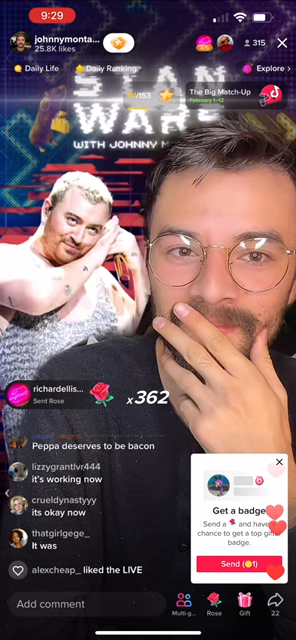 9:29
johnnymonta...
25.8K likes
315
Daily Life
Daily Ranking
Explore >
STAN
WARS
WITH JOHNNY M
The Big Match-Up
February 1-12
richardellis...
Sent Rose
x362
Peppa deserves to be bacon
lizzygrantlvr444
it's working now
crueldynastyyy
its okay now
thatgirlgege_
It was
alexcheap_ liked the LIVE
Get a badge
Send a
and have a
chance to get a top gift
badge.
Send (1)
Add comment
Multi-g...
Rose
Gift
22